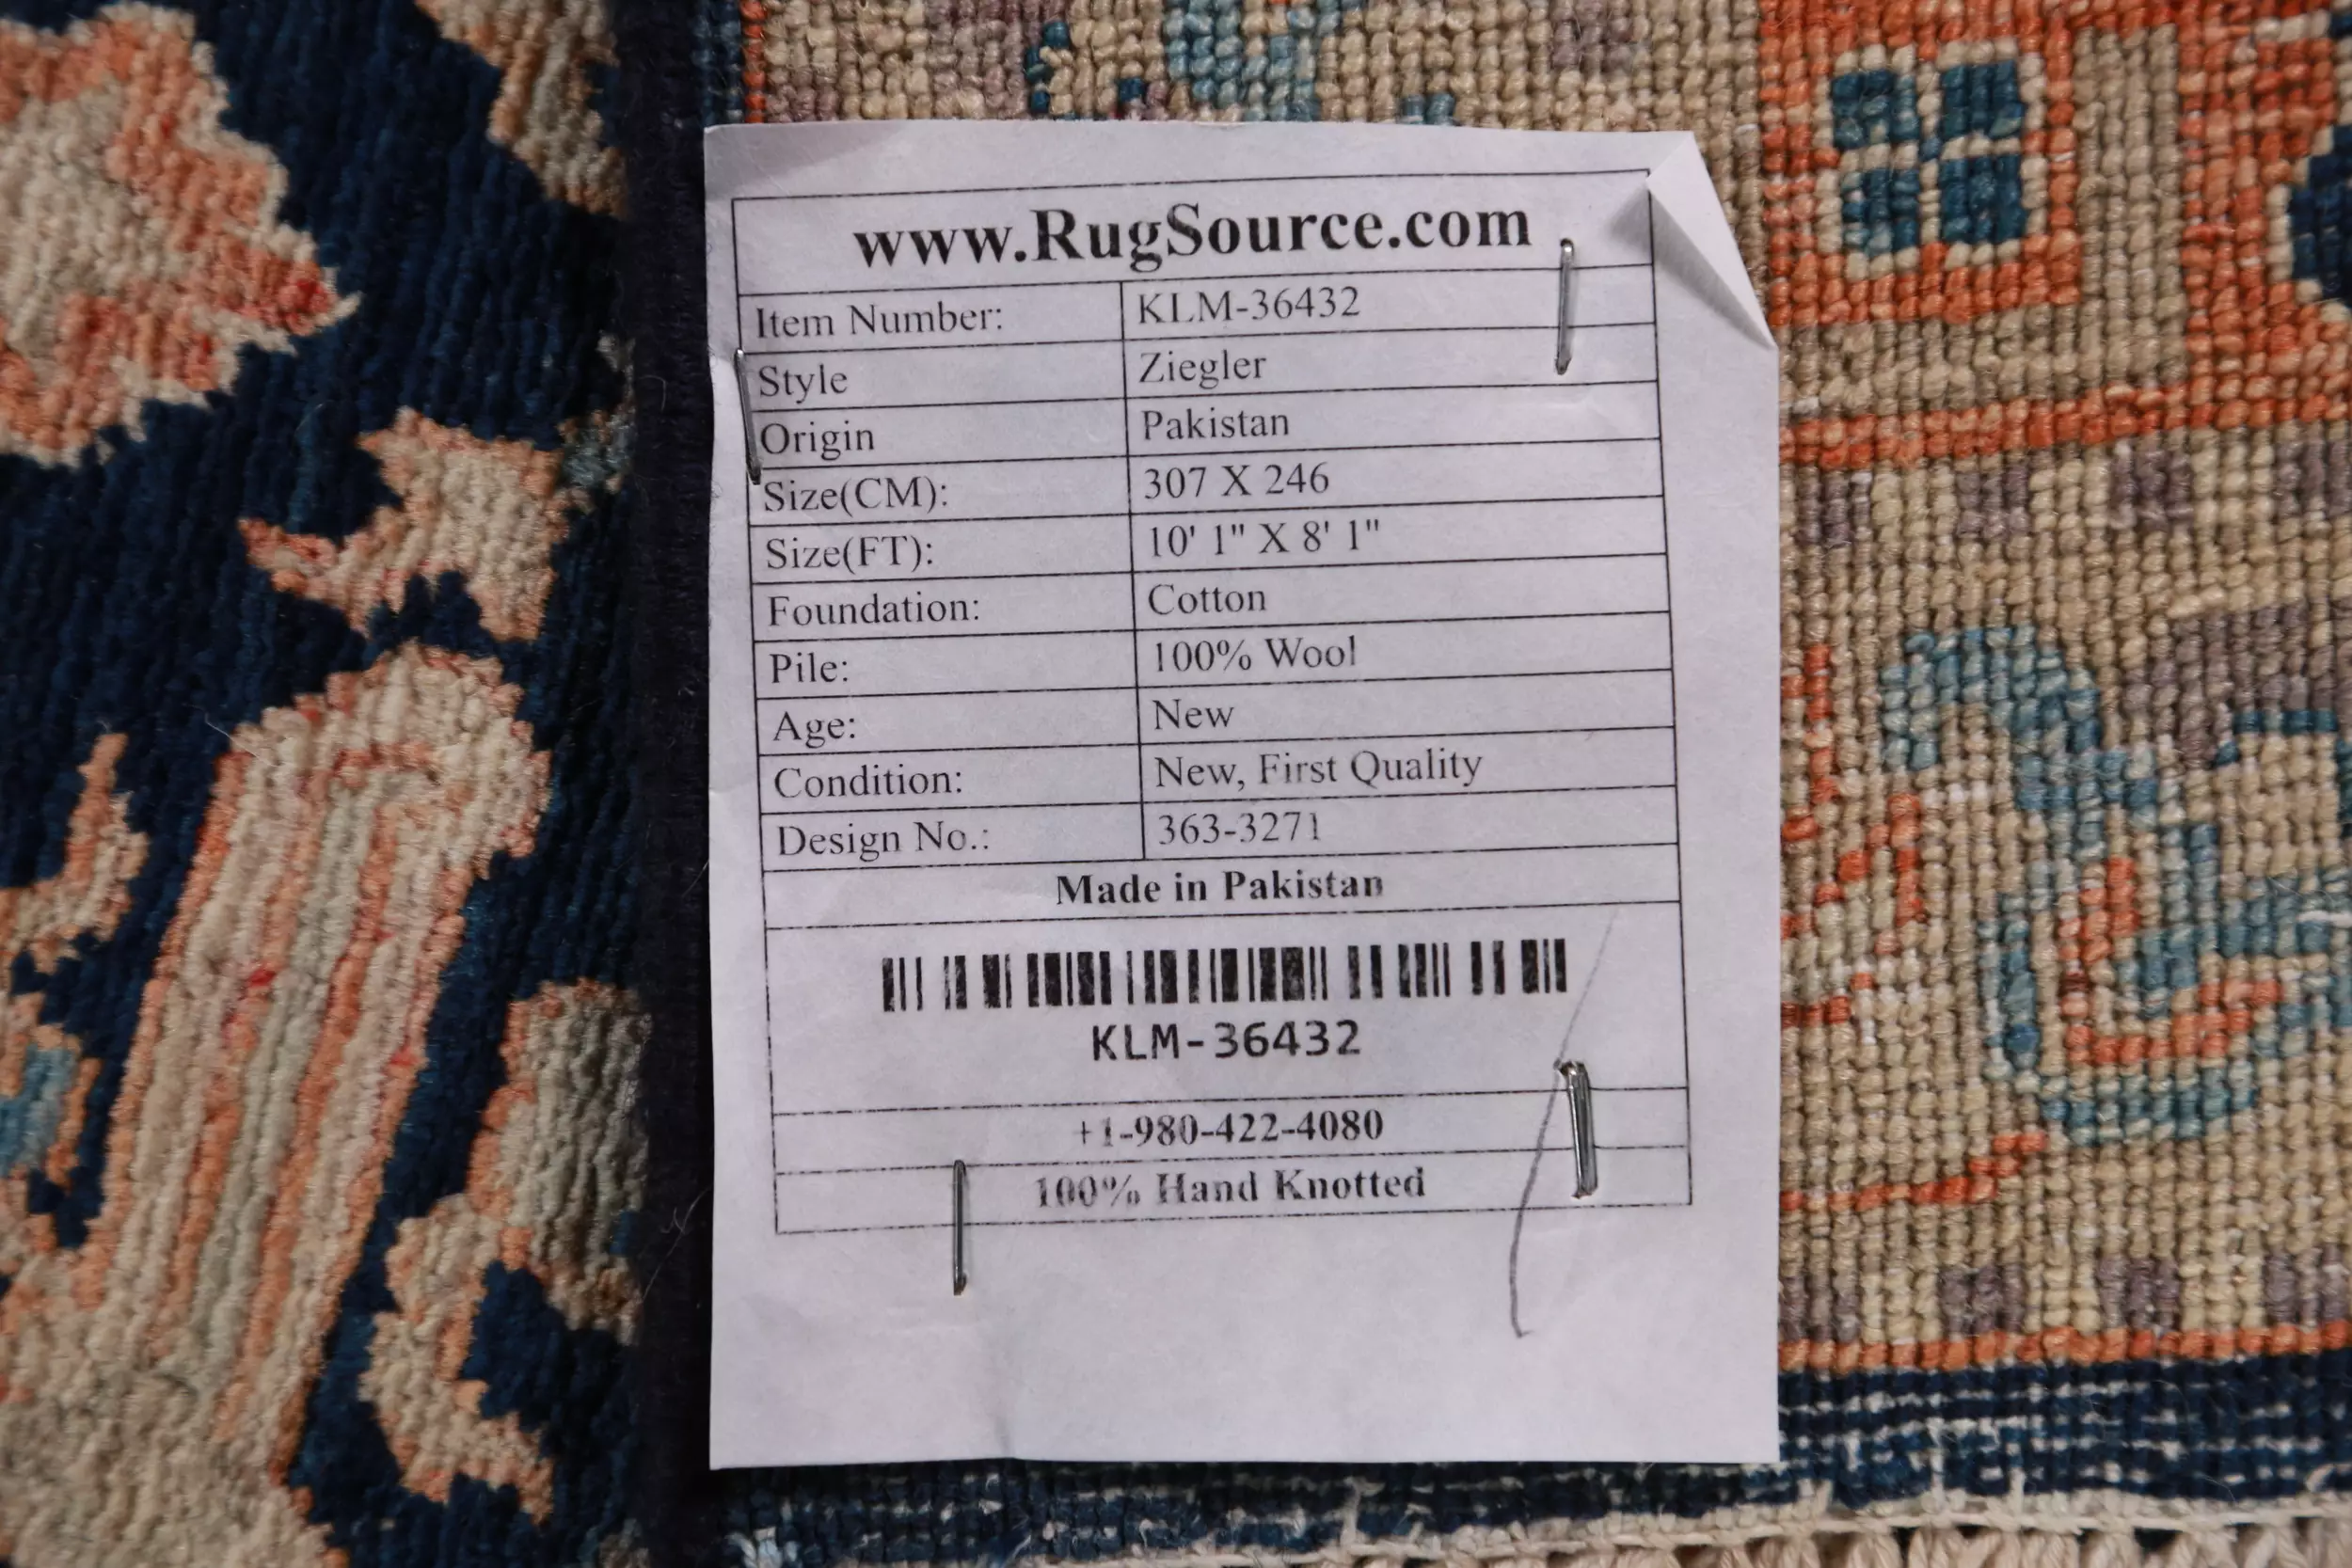 www.RugSource.com
Item Number: KLM-36432
Style Ziegler
Origin Pakistan
Size(CM): 307 X 246
Size(FT): 10' 1" X 8' 1"
Foundation: Cotton
Pile: 100% Wool
Age: New
Condition: New, First Quality
Design No.: 363-3271
Made in Pakistan
KLM-36432
+1-980-422-4080
100% Hand Knotted